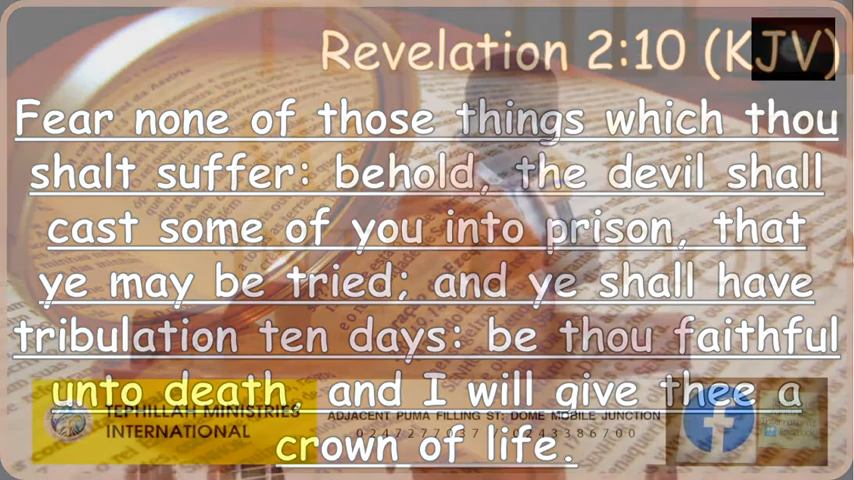 Revelation 2:10 (KJV)
Fear none of those things which thou
shalt suffer: behold, the devil shall
cast some of you into prison, that
ye may be tried; and ye shall have
tribulation ten days: be thou faithful
unto death, and I will give thee a
crown of life.
TEPHILLAH MINISTRIES
INTERNATIONAL
ADJACENT PUMA FILLING ST; DOME MOBILE JUNCTION